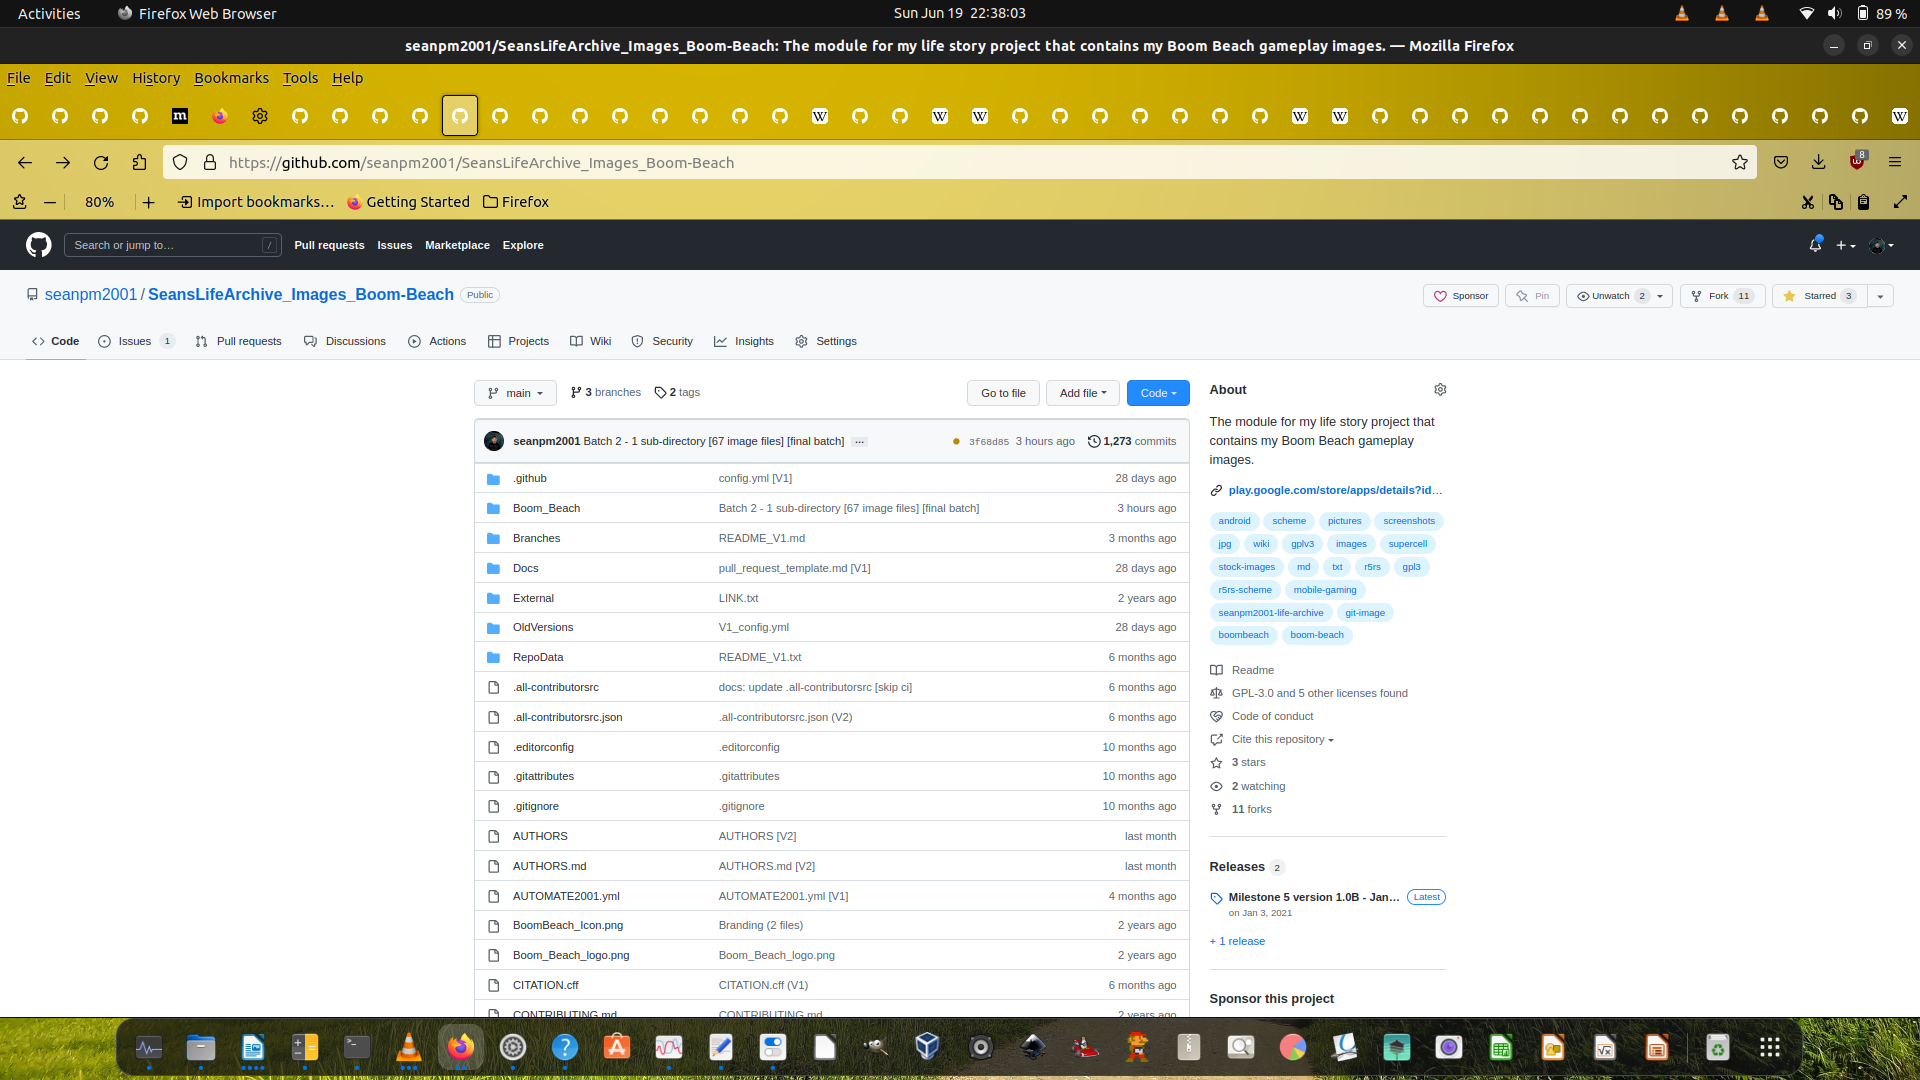 Activities Firefox Web Browser Sun Jun 19 22:38:03 89 %
seanpm2001/SeansLifeArchive_Images_Boom-Beach: The module for my life story project that contains my Boom Beach gameplay images. — Mozilla Firefox
File Edit View History Bookmarks Tools Help
https://github.com/seanpm2001/SeansLifeArchive_Images_Boom-Beach 8
80% Import bookmarks... Getting Started Firefox
Search or jump to... / Pull requests Issues Marketplace Explore
seanpm2001 / SeansLifeArchive_Images_Boom-Beach Public Sponsor Pin Unwatch 2 Fork 11 Starred 3
Code Issues 1 Pull requests Discussions Actions Projects Wiki Security Insights Settings
main 3 branches 2 tags Go to file Add file Code
seanpm2001 Batch 2 - 1 sub-directory [67 image files] [final batch] ... 3f68d85 3 hours ago 1,273 commits
.github config.yml [V1] 28 days ago
Boom_Beach Batch 2 - 1 sub-directory [67 image files] [final batch] 3 hours ago
Branches README_V1.md 3 months ago
Docs pull_request_template.md [V1] 28 days ago
External LINK.txt 2 years ago
OldVersions V1_config.yml 28 days ago
RepoData README_V1.txt 6 months ago
.all-contributorsrc docs: update .all-contributorsrc [skip ci] 6 months ago
.all-contributorsrc.json .all-contributorsrc.json (V2) 6 months ago
.editorconfig .editorconfig 10 months ago
.gitattributes .gitattributes 10 months ago
.gitignore .gitignore 10 months ago
AUTHORS AUTHORS [V2] last month
AUTHORS.md AUTHORS.md [V2] last month
AUTOMATE2001.yml AUTOMATE2001.yml [V1] 4 months ago
BoomBeach_Icon.png Branding (2 files) 2 years ago
Boom_Beach_logo.png Boom_Beach_logo.png 2 years ago
CITATION.cff CITATION.cff (V1) 6 months ago
CONTRIBUTING.md CONTRIBUTING.md 2 years ago
About
The module for my life story project that
contains my Boom Beach gameplay
images.
play.google.com/store/apps/details?id...
android scheme pictures screenshots
jpg wiki gplv3 images supercell
stock-images md txt r5rs gpl3
r5rs-scheme mobile-gaming
seanpm2001-life-archive git-image
boombeach boom-beach
Readme
GPL-3.0 and 5 other licenses found
Code of conduct
Cite this repository
3 stars
2 watching
11 forks
Releases 2
Milestone 5 version 1.0B - Jan... Latest
on Jan 3, 2021
+ 1 release
Sponsor this project